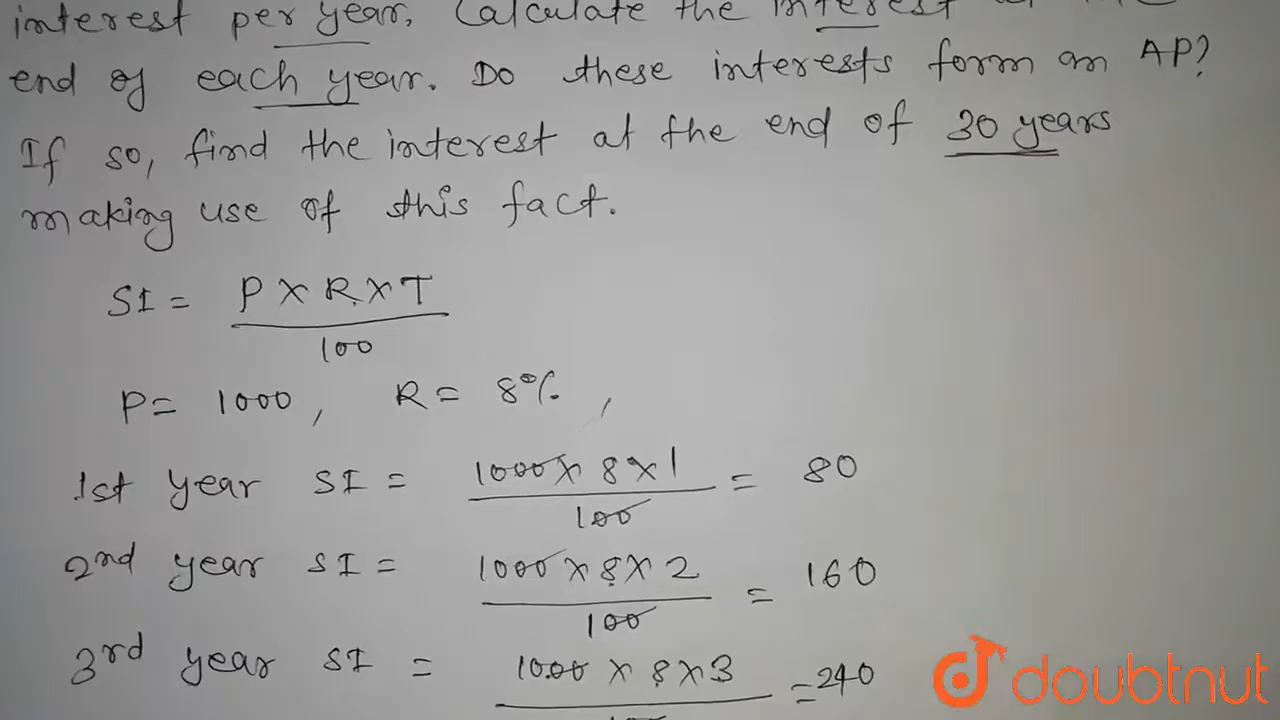 interest per year. Calculate the interest at the
end of each year. Do these interests form an AP?
If so, find the interest at the end of 30 years
making use of this fact.
SI = P X R X T
100
P = 1000, R = 8%,
1st year SI = 1000 x 8 x 1 = 80
100
2nd year SI = 1000 x 8 x 2 = 160
100
3rd year SI = 1000 x 8 x 3 = 240
doubtnut